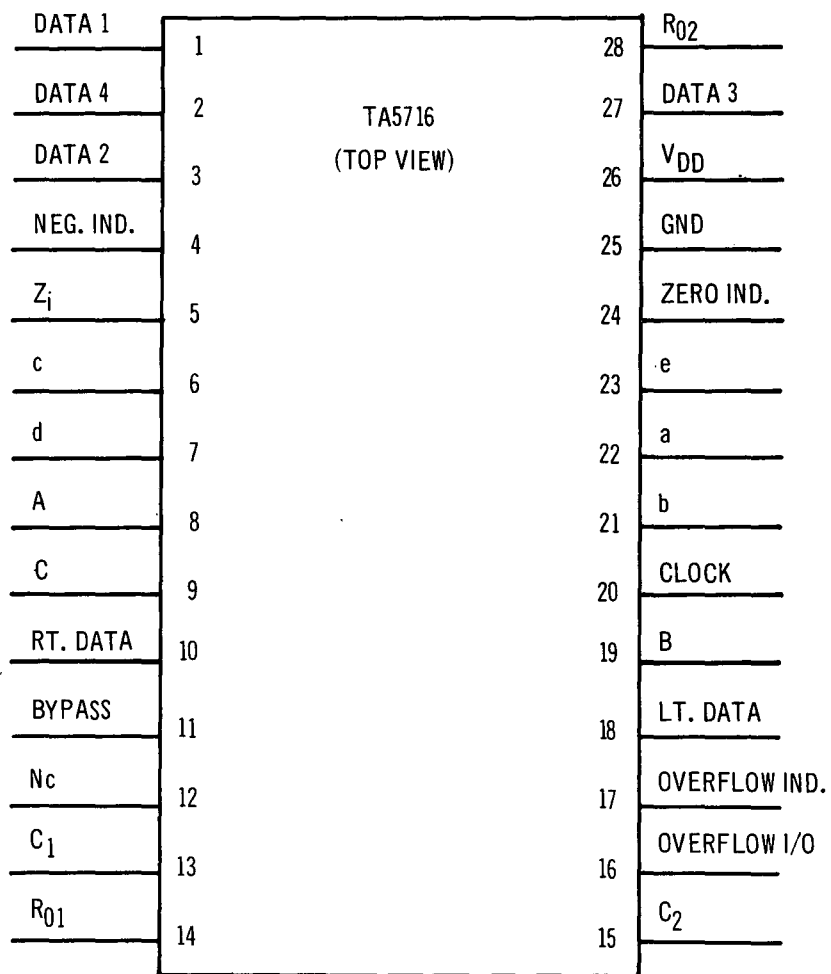 DATA 1 1 28 R02
DATA 4 2 TA5716 27 DATA 3
DATA 2 3 (TOP VIEW) 26 VDD
NEG. IND. 4 25 GND
Zi 5 24 ZERO IND.
c 6 23 e
d 7 22 a
A 8 21 b
C 9 20 CLOCK
RT. DATA 10 19 B
BYPASS 11 18 LT. DATA
Nc 12 17 OVERFLOW IND.
C1 13 16 OVERFLOW I/O
R01 14 15 C2